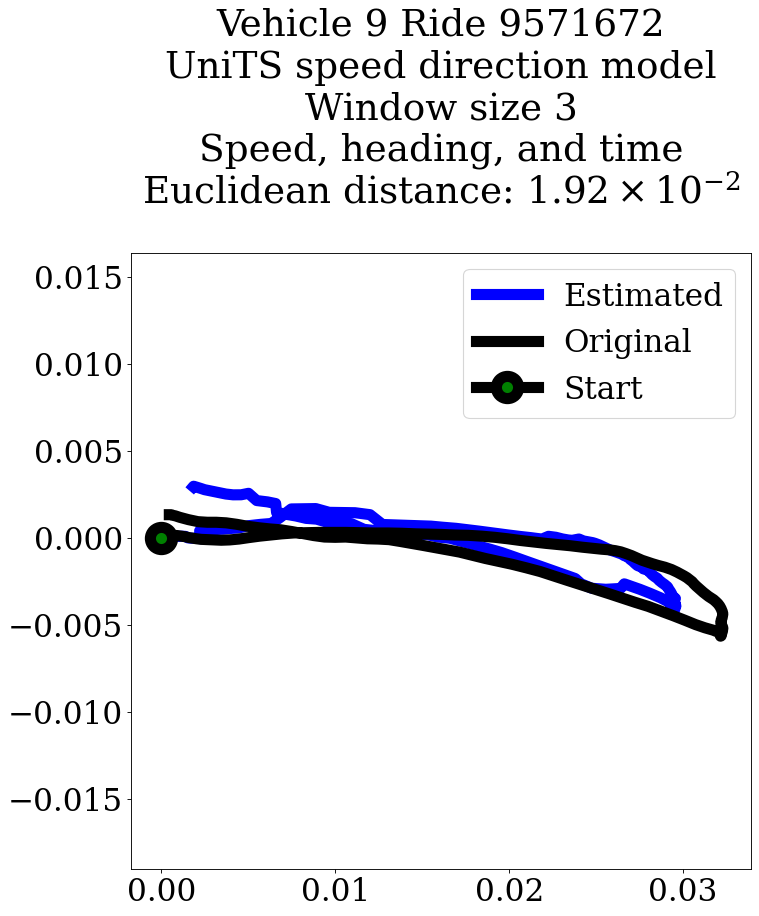 Vehicle 9 Ride 9571672
UniTS speed direction model
Window size 3
Speed, heading, and time
Euclidean distance: 1.92 × 10⁻²
Estimated
Original
Start
0.015
0.010
0.005
0.000
−0.005
−0.010
−0.015
0.00 0.01 0.02 0.03